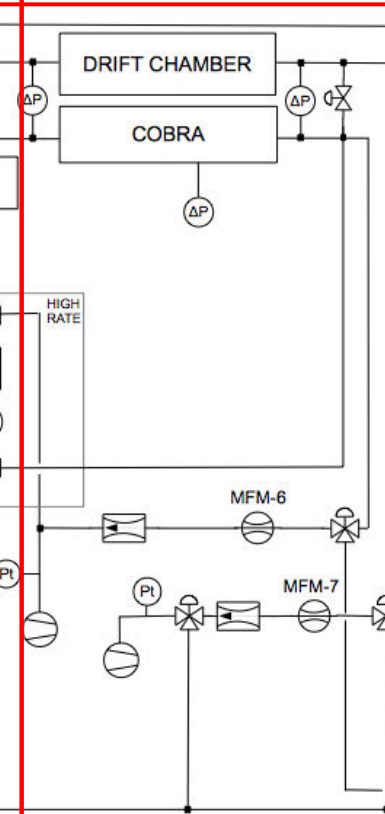 DRIFT CHAMBER
ΔP
ΔP
COBRA
ΔP
HIGH
RATE
MFM-6
Pt
Pt
MFM-7